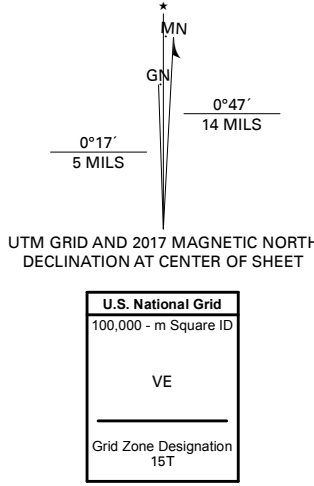 ★
MN
GN
0°47´
14 MILS
0°17´
5 MILS
UTM GRID AND 2017 MAGNETIC NORTH
DECLINATION AT CENTER OF SHEET
U.S. National Grid
100,000 - m Square ID
VE
Grid Zone Designation
15T